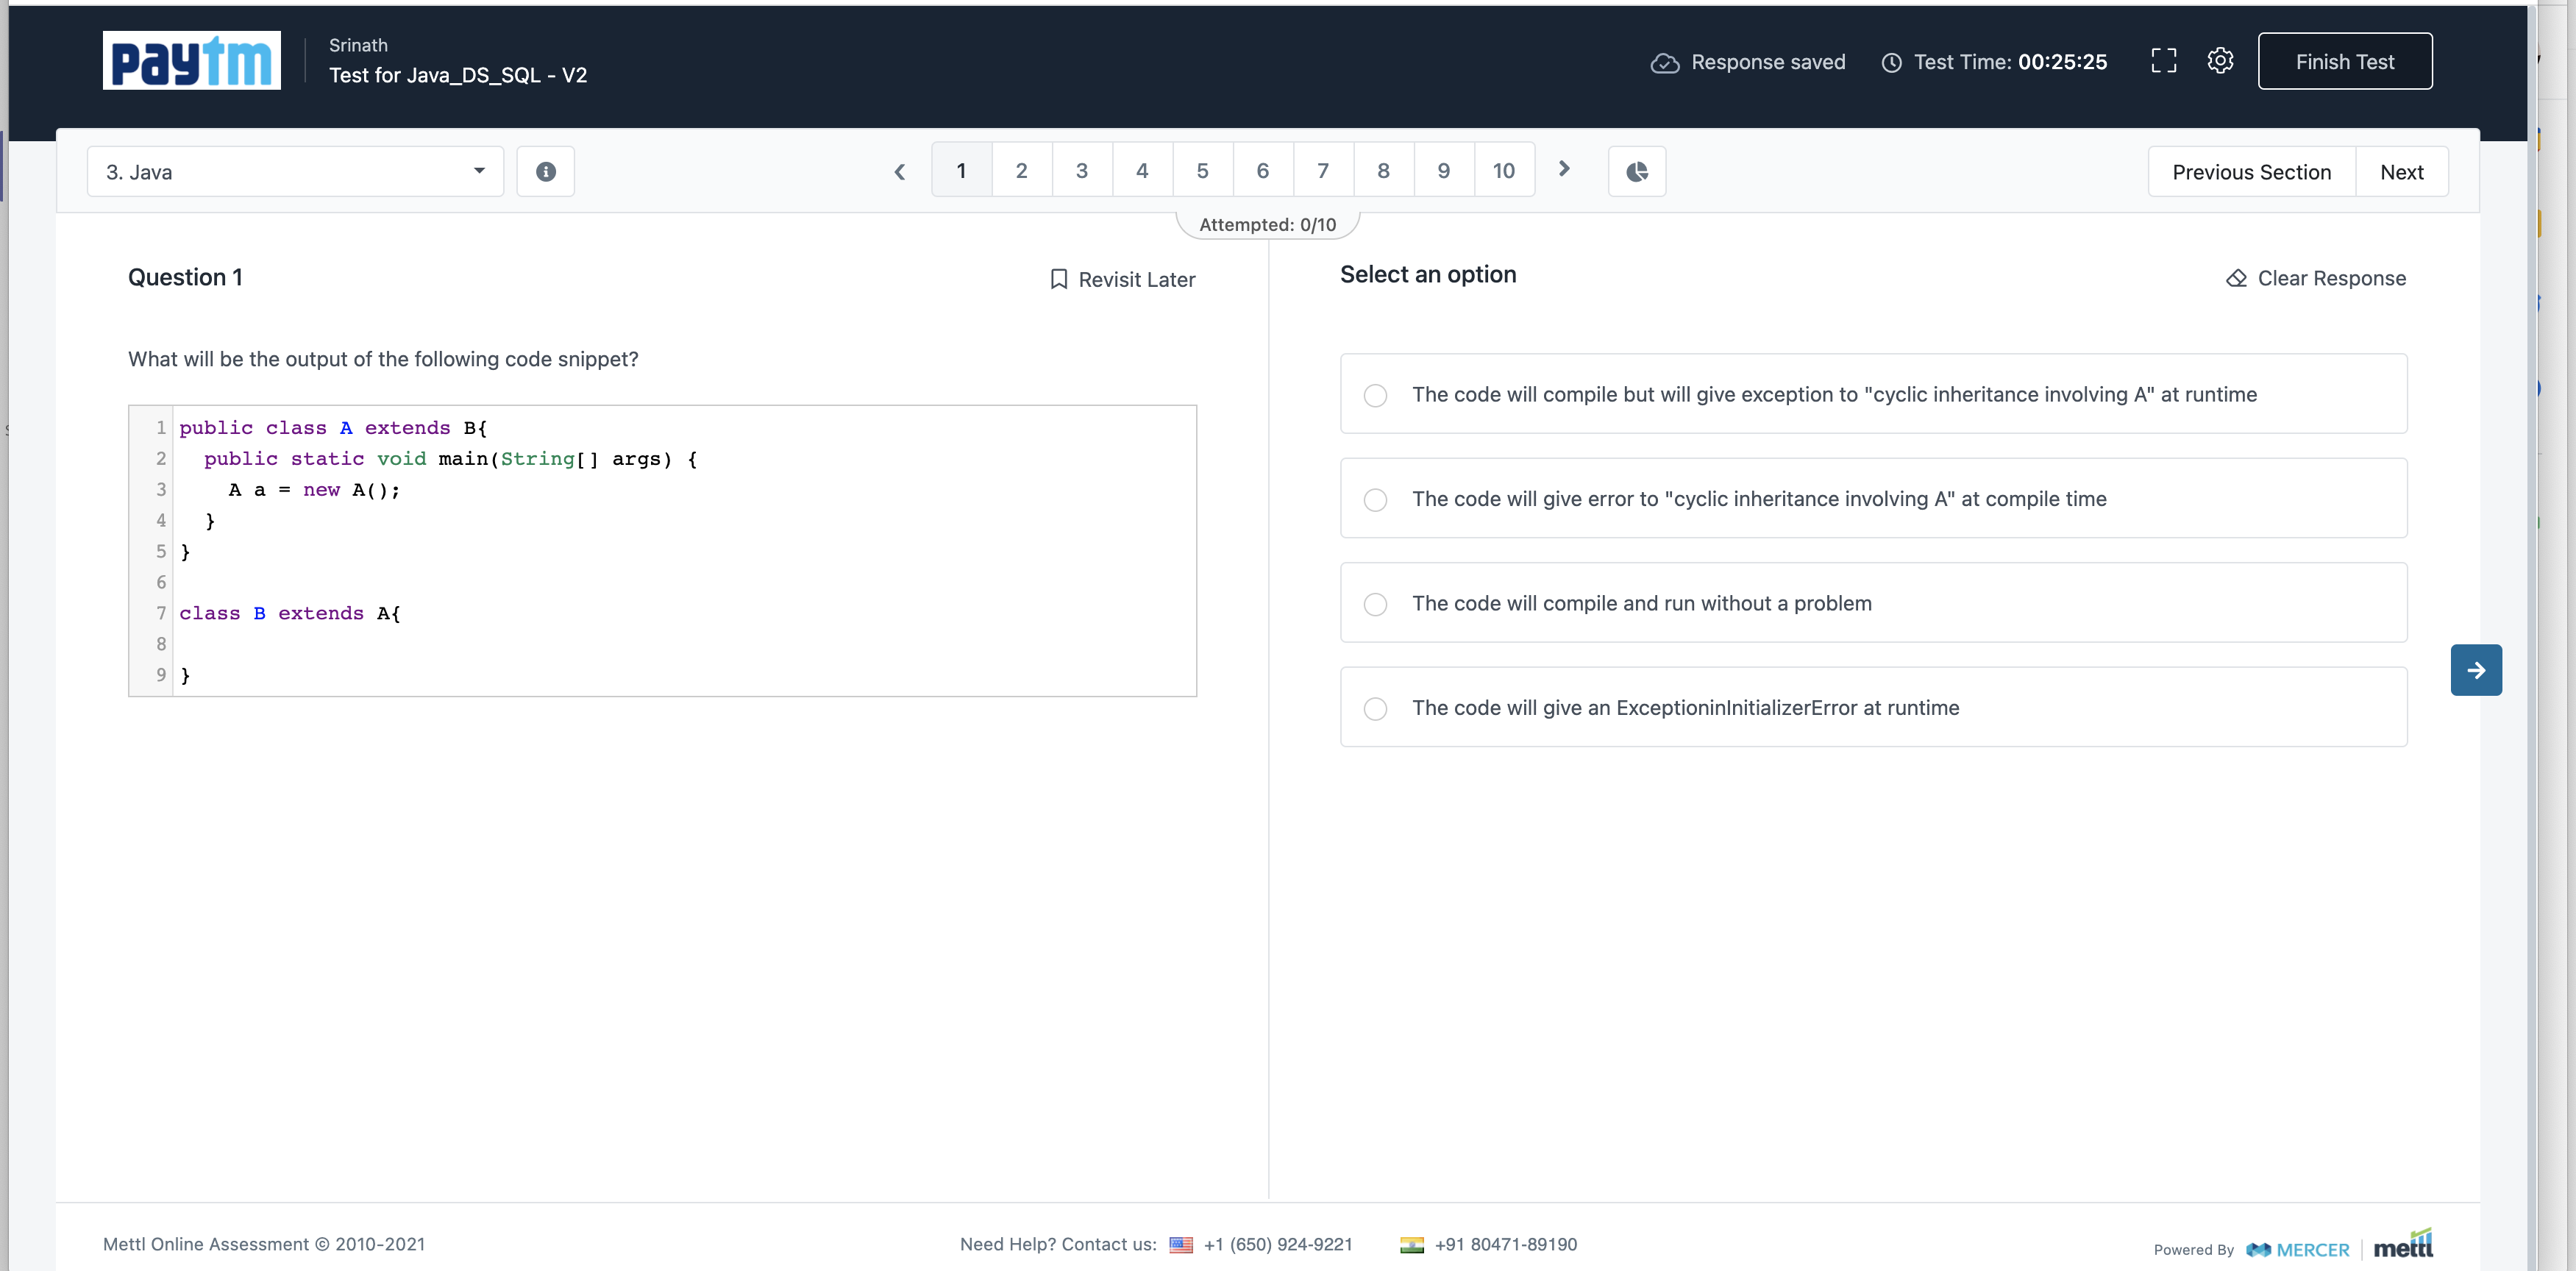 paytm
Srinath
Test for Java_DS_SQL - V2
Response saved
Test Time: 00:25:25
Finish Test
3. Java
1 2 3 4 5 6 7 8 9 10
Previous Section
Next
Attempted: 0/10
Question 1
Revisit Later
What will be the output of the following code snippet?
1 public class A extends B{
2   public static void main(String[] args) {
3     A a = new A();
4   }
5 }
6
7 class B extends A{
8
9 }
Select an option
Clear Response
The code will compile but will give exception to "cyclic inheritance involving A" at runtime
The code will give error to "cyclic inheritance involving A" at compile time
The code will compile and run without a problem
The code will give an ExceptioninInitializerError at runtime
Mettl Online Assessment © 2010-2021
Need Help? Contact us: +1 (650) 924-9221 +91 80471-89190
Powered By MERCER mettl